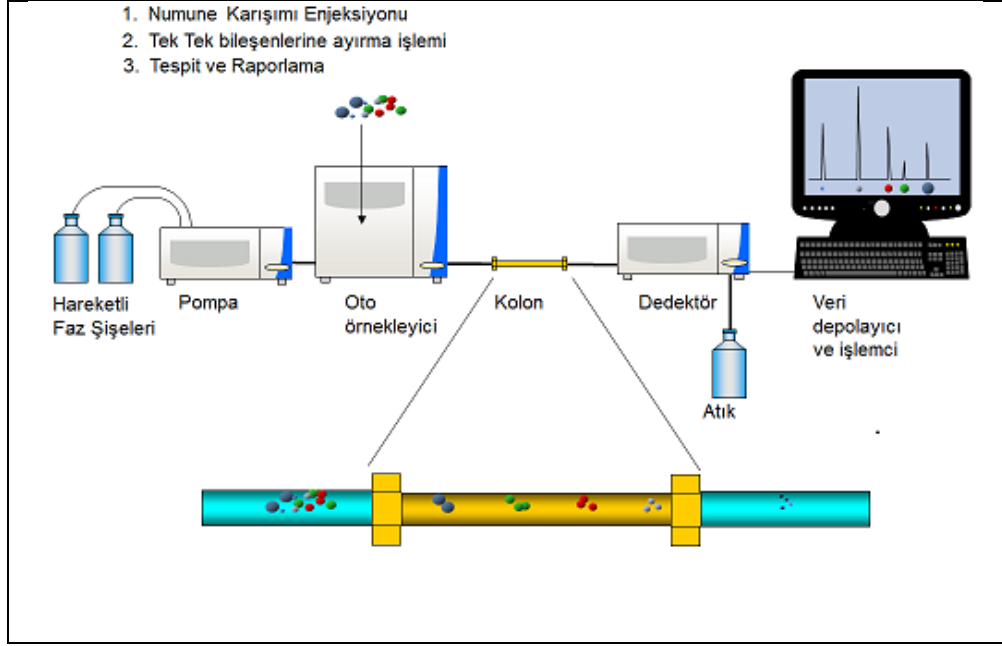 1. Numune Karışımı Enjeksiyonu
2. Tek Tek bileşenlerine ayırma işlemi
3. Tespit ve Raporlama
Hareketli
Faz Şişeleri
Pompa
Oto
örnekleyici
Kolon
Dedektör
Veri
depolayıcı
ve işlemci
Atık